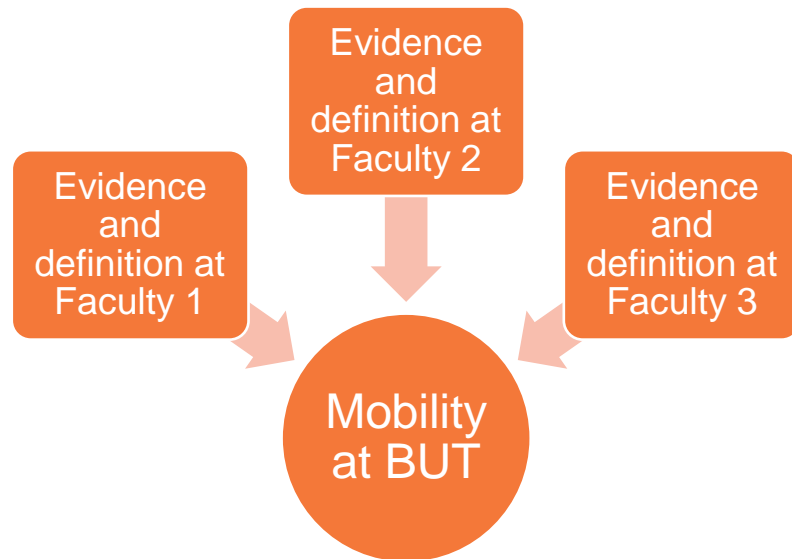 Evidence
and
definition at
Faculty 1
Evidence
and
definition at
Faculty 2
Evidence
and
definition at
Faculty 3
Mobility
at BUT